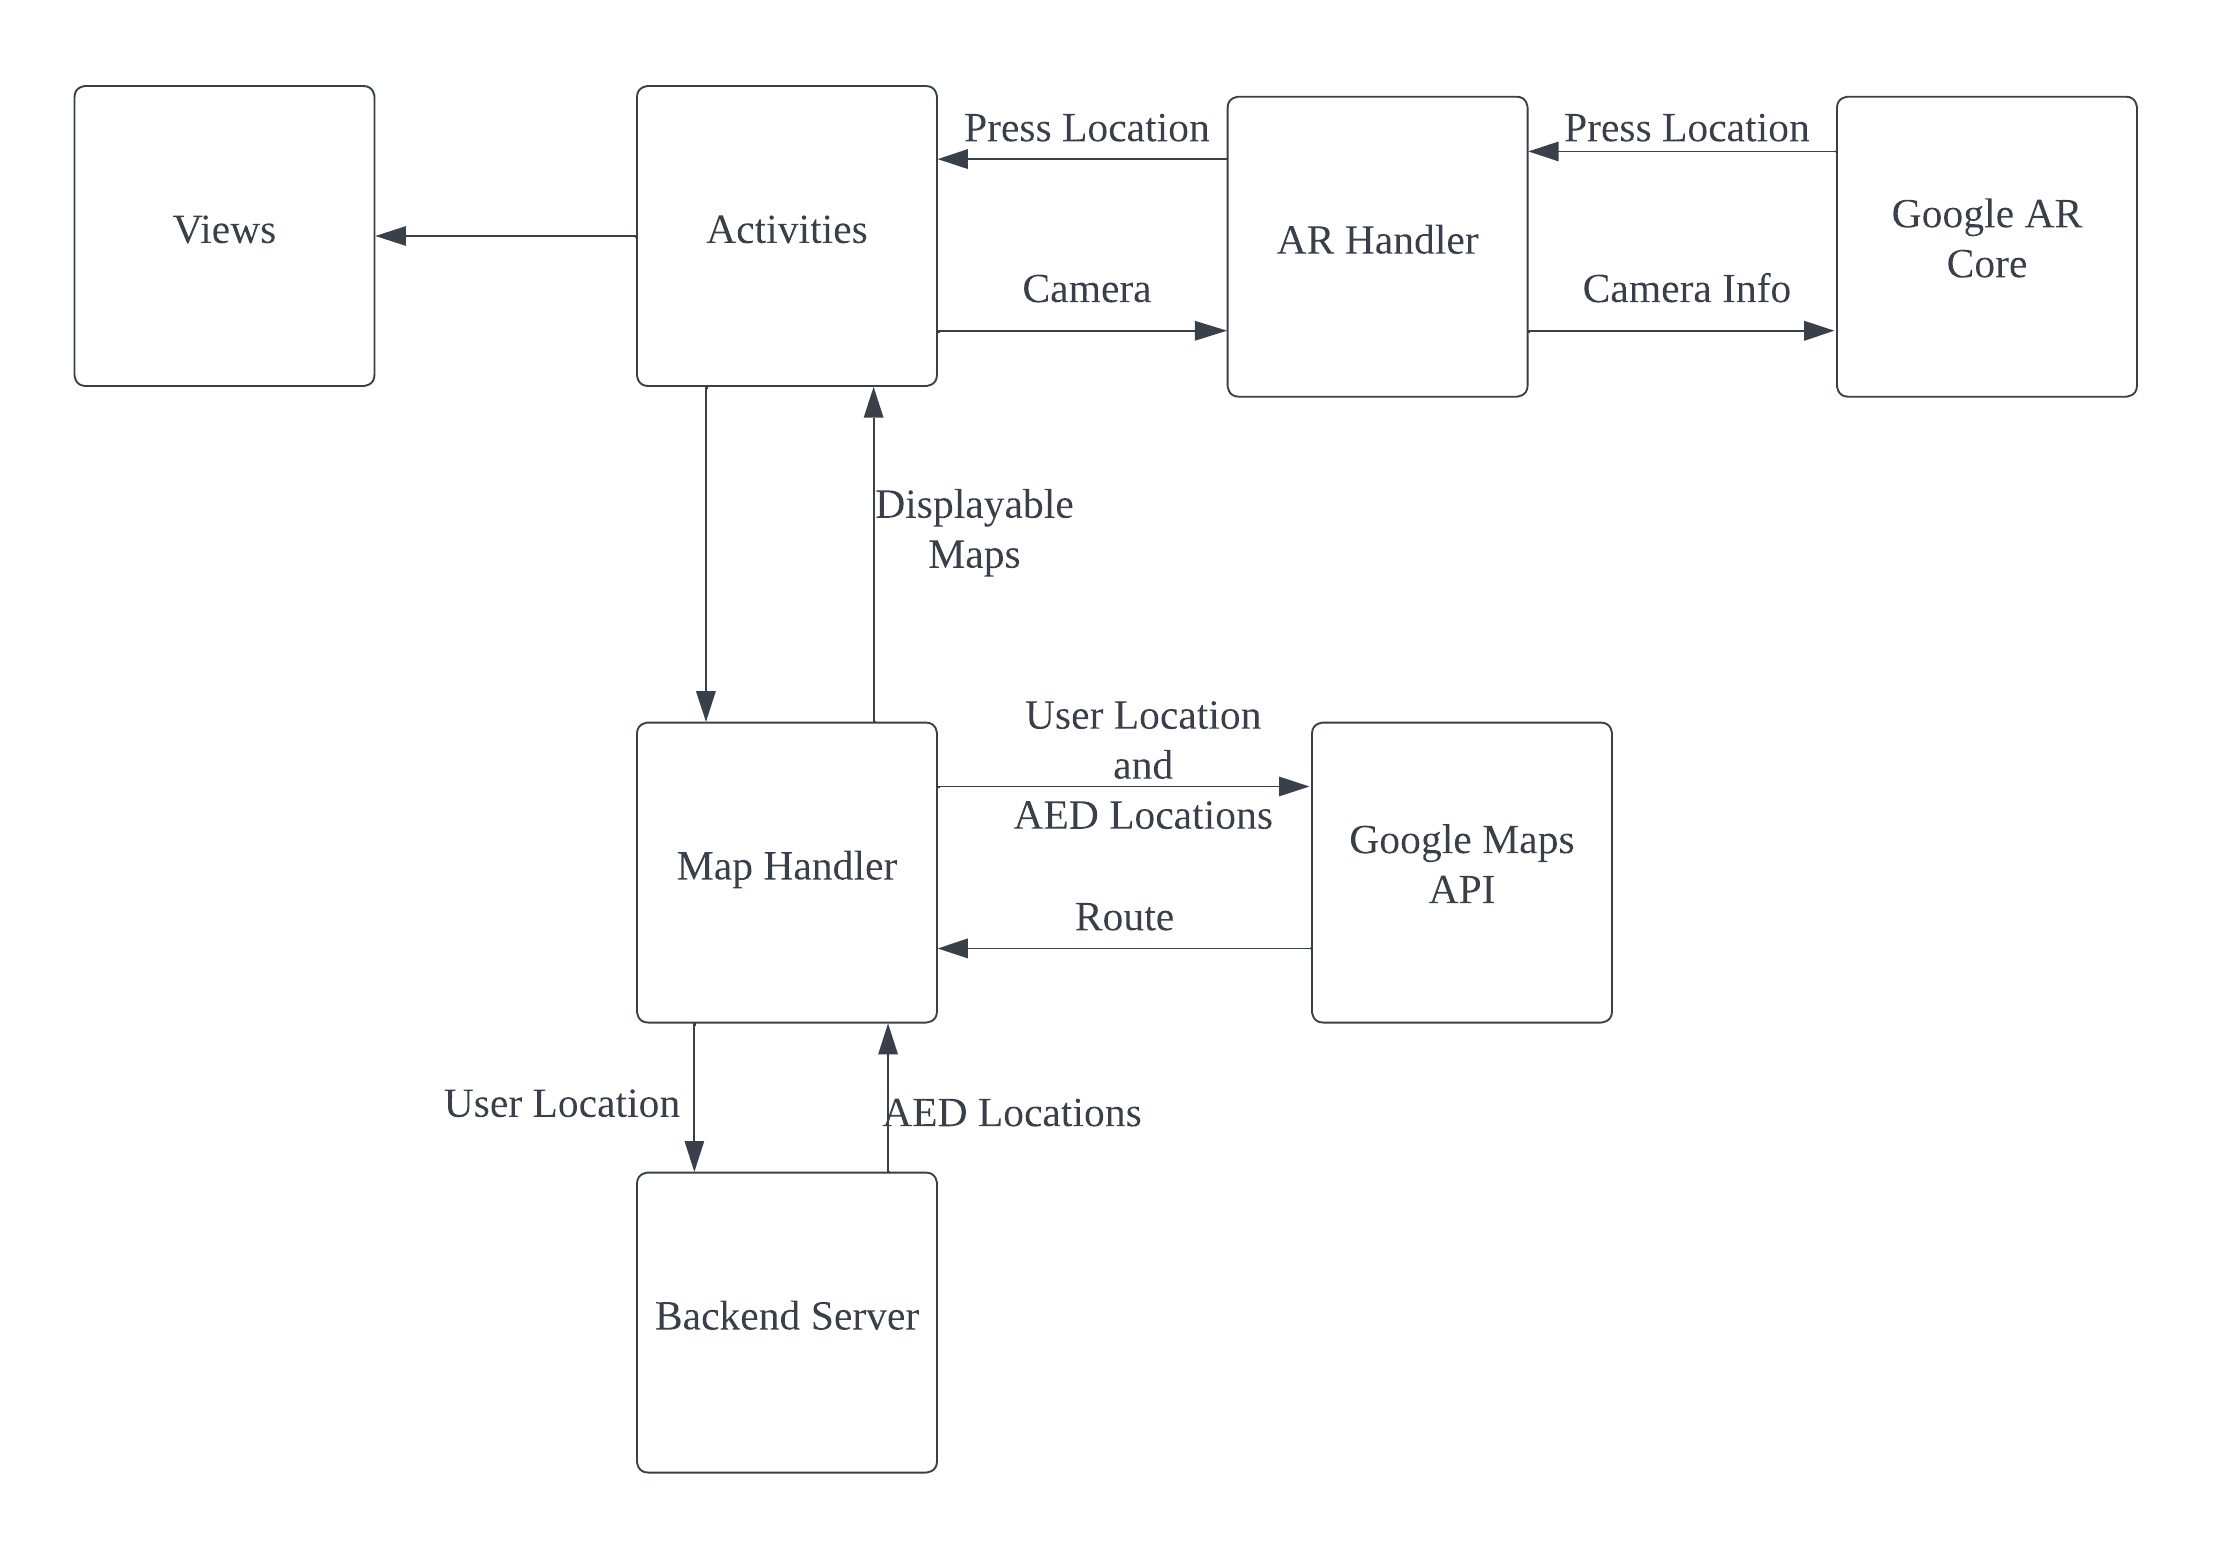 Views
Activities
Press Location
AR Handler
Press Location
Google AR
Core
Camera
Camera Info
Displayable
Maps
User Location
and
AED Locations
Map Handler
Google Maps
API
Route
User Location
AED Locations
Backend Server